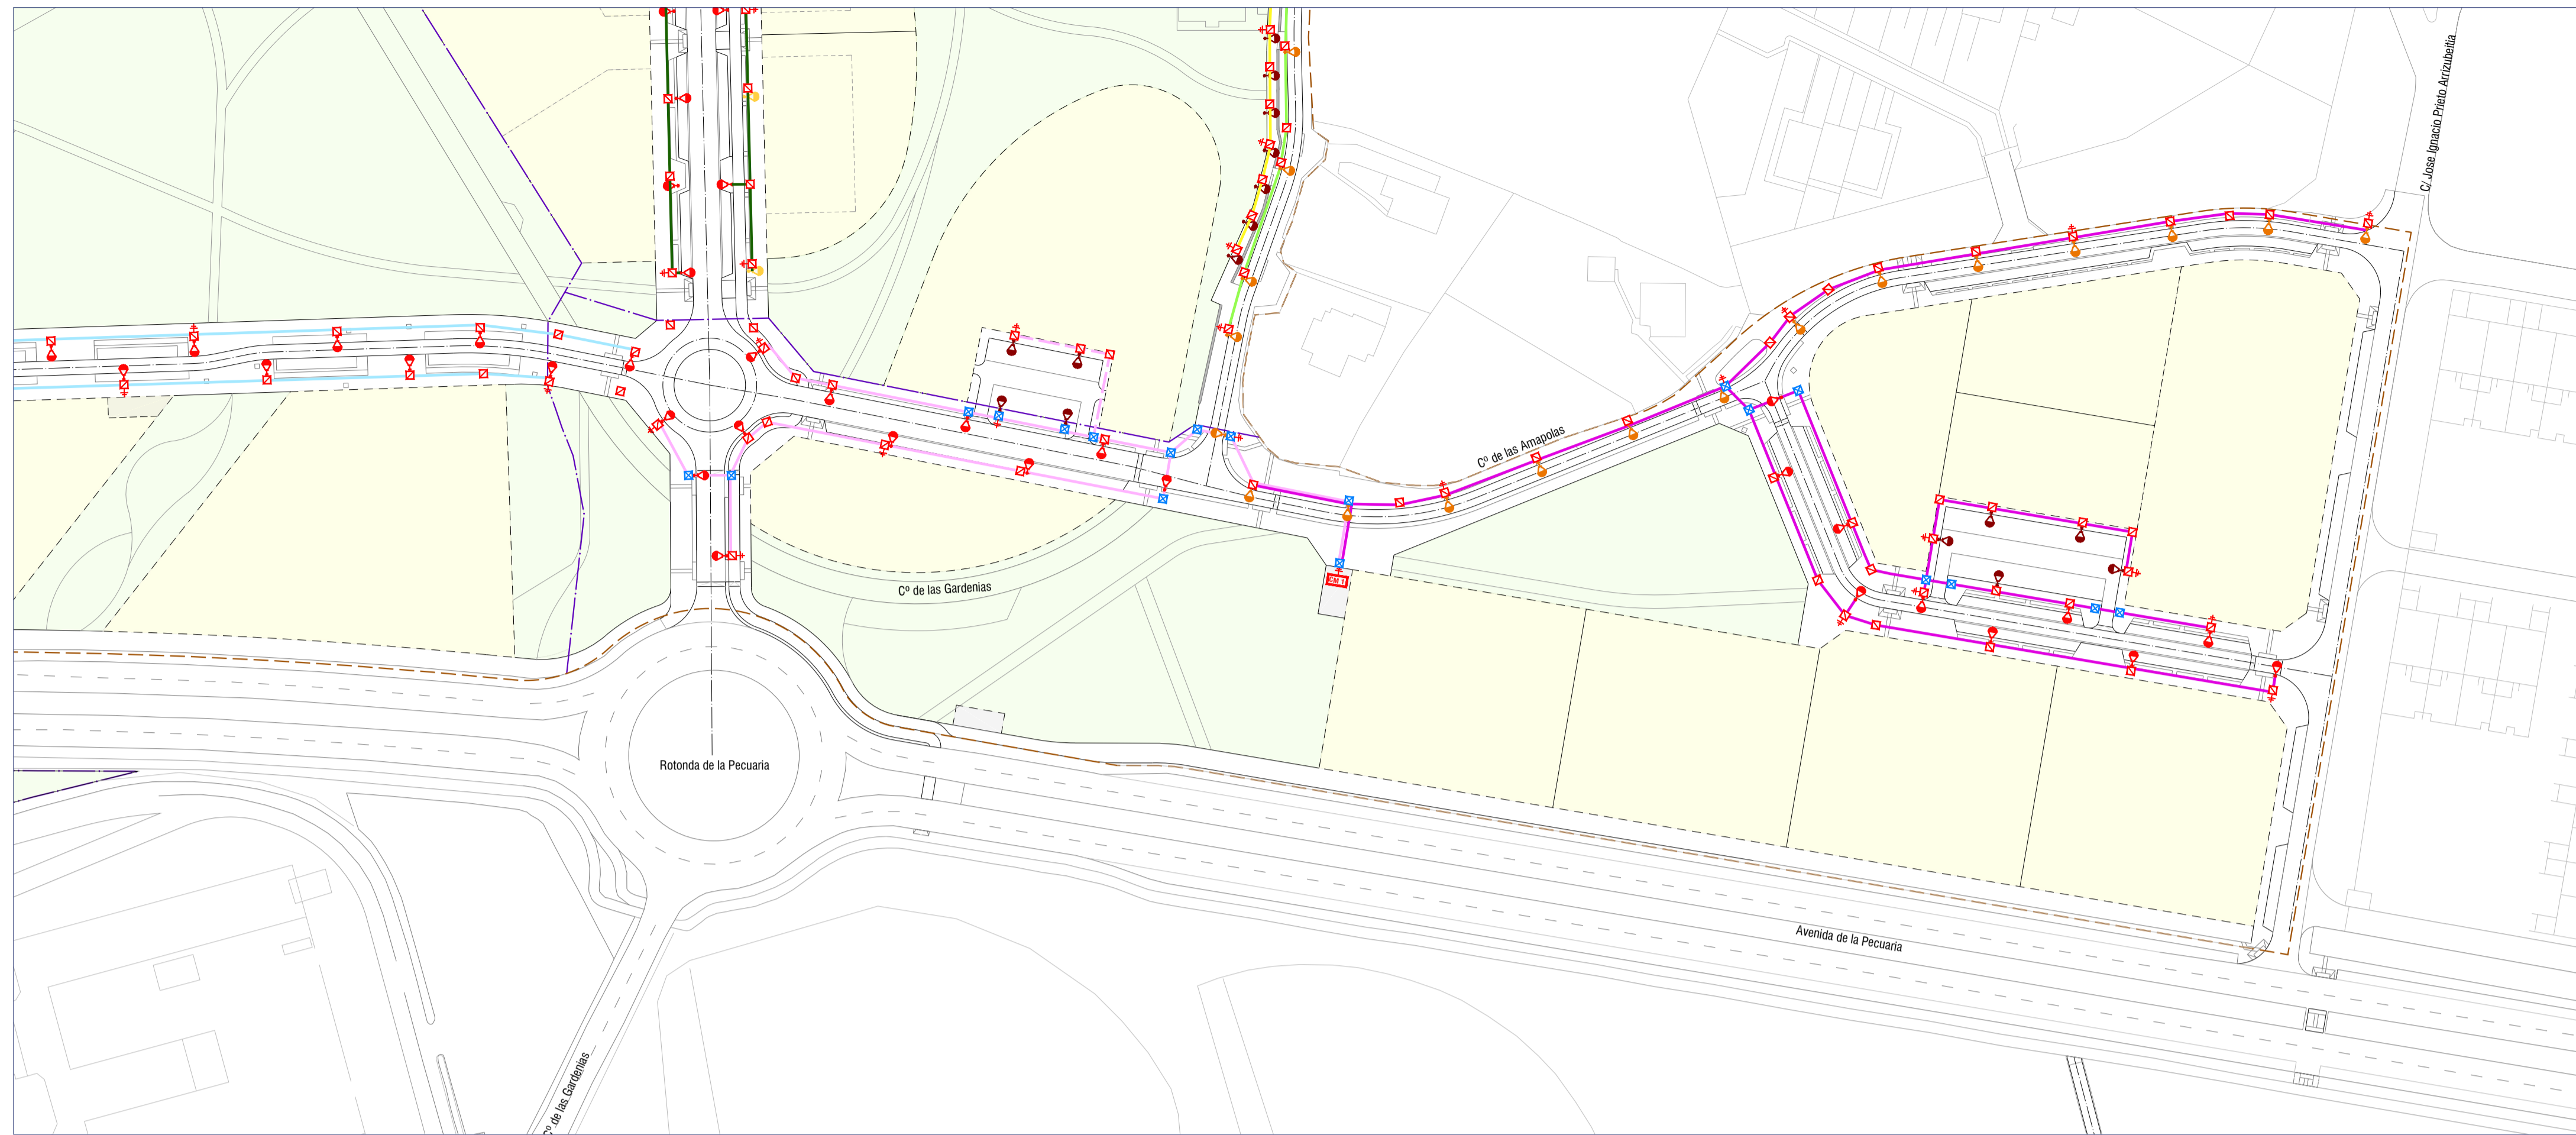 C/ Jose Ignacio Prieto Arrizubeitia
Cº de las Amapolas
CM 1
Cº de las Gardenias
Rotonda de la Pecuaria
Avenida de la Pecuaria
Cº de las Gardenias